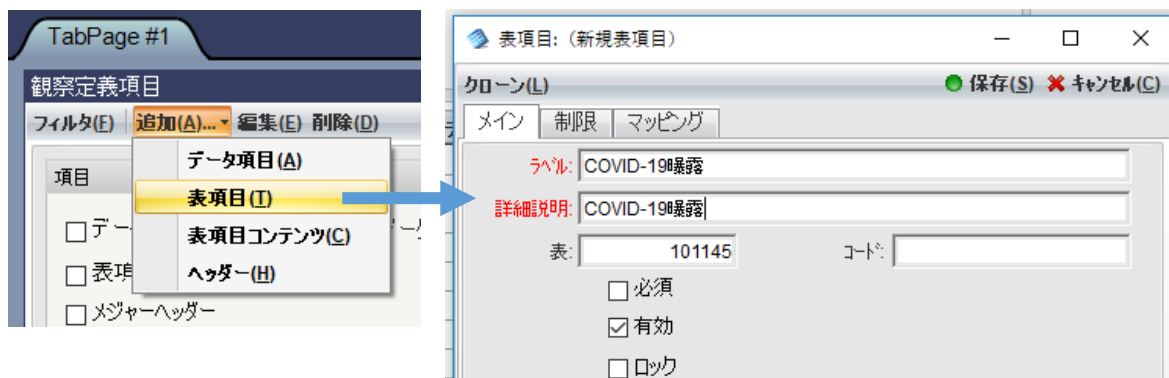 TabPage #1
観察定義項目
フィルタ(F) 追加(A)... 編集(E) 削除(D)
項目
データ項目(A)
表項目(T)
表項目コンテンツ(C)
ヘッダー(H)
デー
表項
メジャーヘッダー
表項目:（新規表項目）
クローン(L) 保存(S) キャンセル(C)
メイン 制限 マッピング
ラベル: COVID-19曝露
詳細説明: COVID-19曝露
表: 101145 コード:
必須
有効
ロック